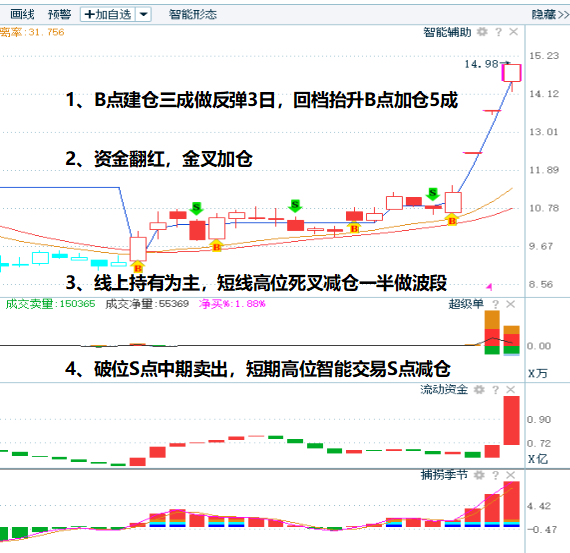 画线 预警 +加自选 智能形态 隐藏>>
离率:31.756 智能辅助 ? ×
15.23
14.98
1、B点建仓三成做反弹3日，回档抬升B点加仓5成
14.12
13.01
2、资金翻红，金叉加仓
11.89
S S S
10.78
B B B B
9.67
3、线上持有为主，短线高位死叉减仓一半做波段
8.56
成交卖量:150365 成交净量:55369 净买%:1.88% 超级单 ? ×
0.00
4、破位S点中期卖出，短期高位智能交易S点减仓
X万
流动资金 ? ×
0.90
0.72
X亿
捕捞季节 ? ×
4.42
-0.47